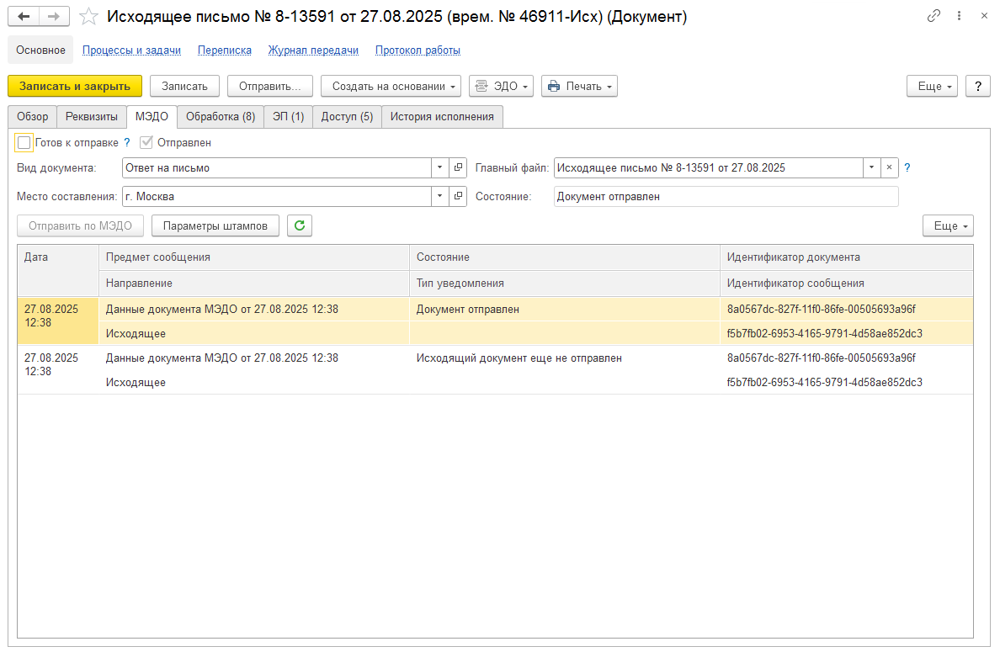 Исходящее письмо № 8-13591 от 27.08.2025 (врем. № 46911-Исх) (Документ)
Основное Процессы и задачи Переписка Журнал передачи Протокол работы
Записать и закрыть Записать Отправить... Создать на основании ЭДО Печать Еще ?
Обзор Реквизиты МЭДО Обработка (8) ЭП (1) Доступ (5) История исполнения
Готов к отправке ? Отправлен
Вид документа: Ответ на письмо Главный файл: Исходящее письмо № 8-13591 от 27.08.2025 ?
Место составления: г. Москва Состояние: Документ отправлен
Отправить по МЭДО Параметры штампов Еще
Дата Предмет сообщения Состояние Идентификатор документа
Направление Тип уведомления Идентификатор сообщения
27.08.2025 Данные документа МЭДО от 27.08.2025 12:38 Документ отправлен 8a0567dc-827f-11f0-86fe-00505693a96f
12:38
Исходящее f5b7fb02-6953-4165-9791-4d58ae852dc3
27.08.2025 Данные документа МЭДО от 27.08.2025 12:38 Исходящий документ еще не отправлен 8a0567dc-827f-11f0-86fe-00505693a96f
12:38
Исходящее f5b7fb02-6953-4165-9791-4d58ae852dc3